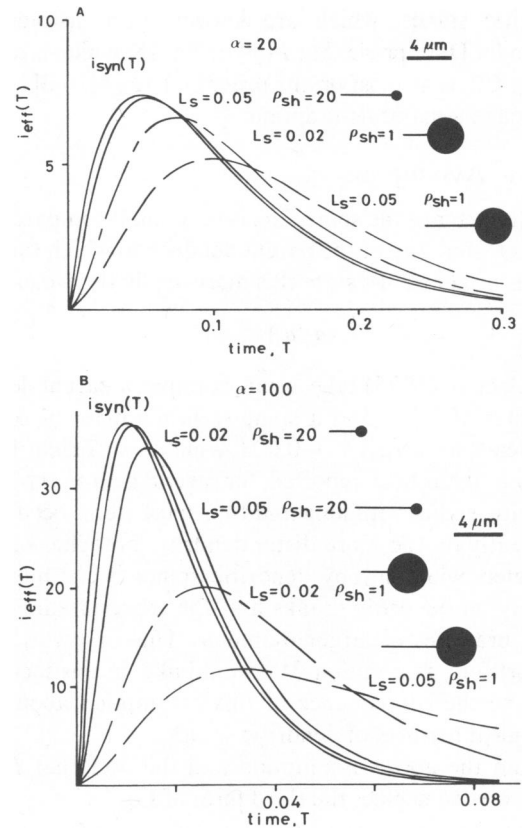 A
10
α=20
4 μm
isyn(T)
Ls=0.05 ρsh=20
Ls=0.02 ρsh=1
5
Ls=0.05 ρsh=1
ieff(T)
0.1
0.2
0.3
time, T
B
isyn(T)
α=100
Ls=0.02 ρsh=20
30
Ls=0.05 ρsh=20
4 μm
Ls=0.02 ρsh=1
20
Ls=0.05 ρsh=1
10
ieff(T)
0.04
0.08
time, T